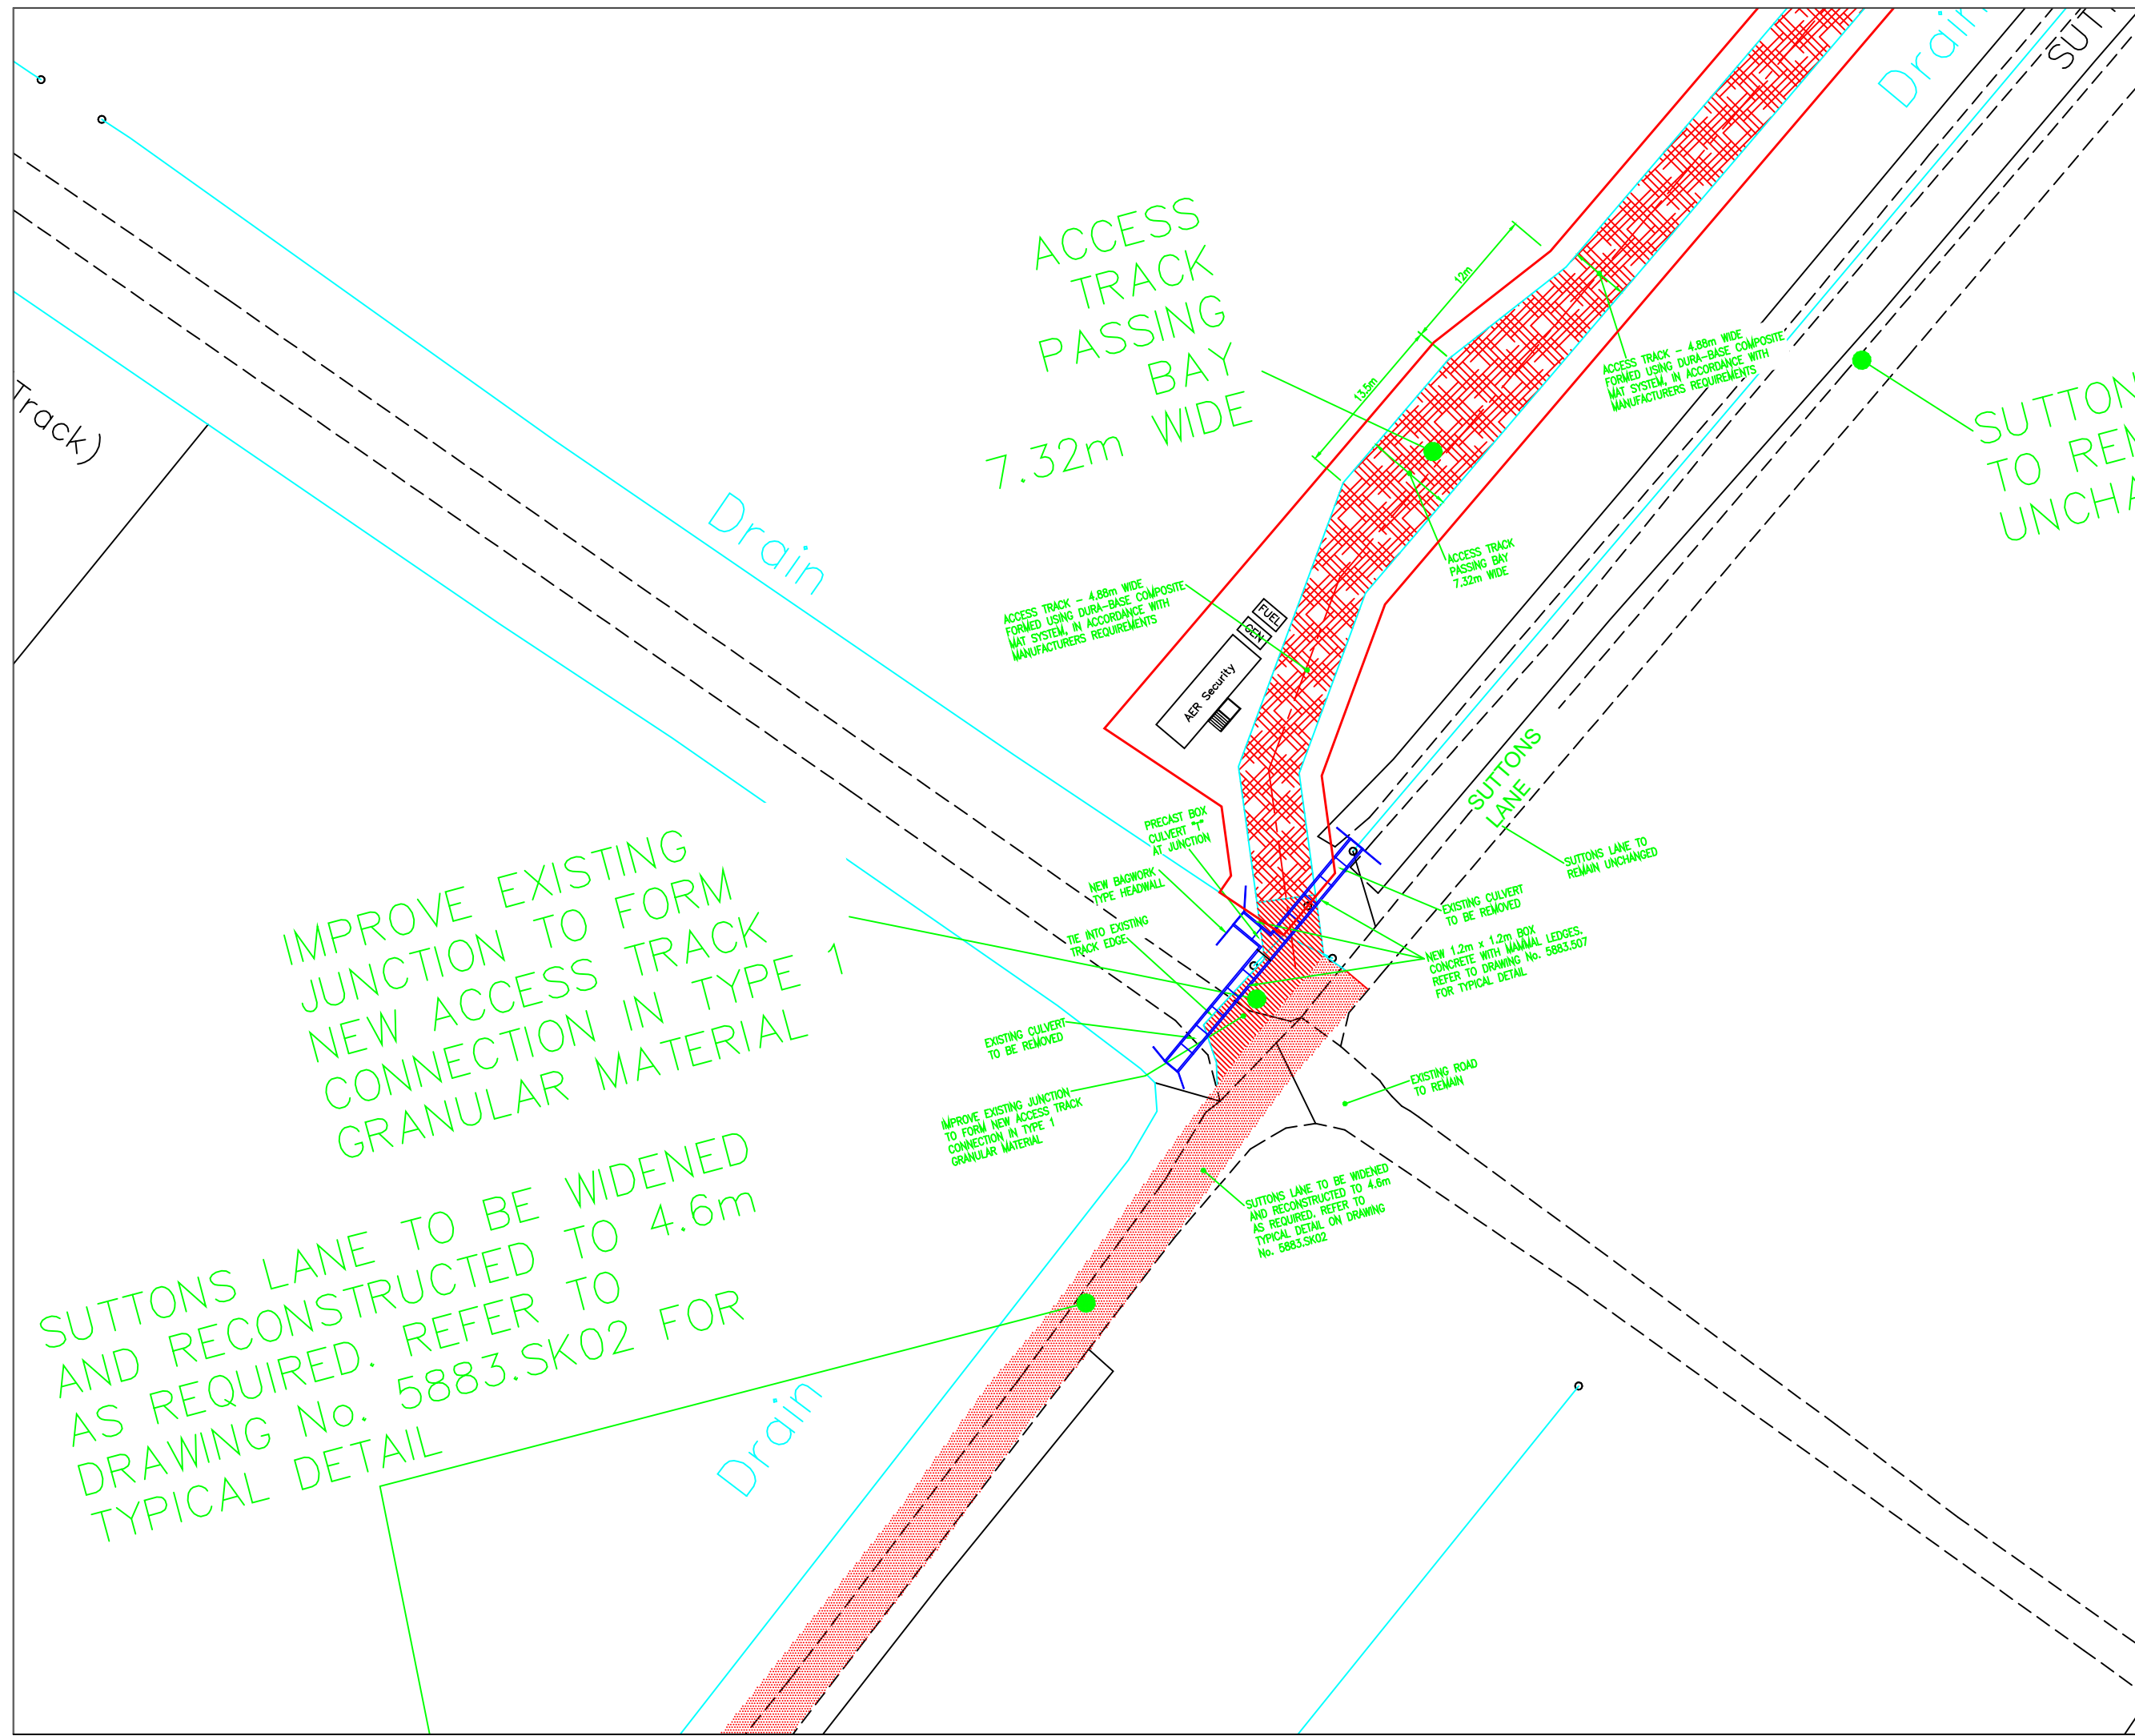 Drain
SUT
ACCESS
TRACK
PASSING
BAY
7.32m WIDE
12m
13.5m
ACCESS TRACK – 4.88m WIDE
FORMED USING DURA-BASE COMPOSITE
MAT SYSTEM, IN ACCORDANCE WITH
MANUFACTURERS REQUIREMENTS
SUTTON
TO REM
UNCHA
Track)
Drain
ACCESS TRACK
PASSING BAY
7.32m WIDE
ACCESS TRACK – 4.88m WIDE
FORMED USING DURA-BASE COMPOSITE
MAT SYSTEM, IN ACCORDANCE WITH
MANUFACTURERS REQUIREMENTS
FUEL
GEN
AER Security
SUTTONS
LANE
PRECAST BOX
CULVERT "T"
AT JUNCTION
SUTTONS LANE TO
REMAIN UNCHANGED
NEW BAGWORK
TYPE HEADWALL
EXISTING CULVERT
TO BE REMOVED
TIE INTO EXISTING
TRACK EDGE
NEW 1.2m x 1.2m BOX
CONCRETE WITH MAMMAL LEDGES.
REFER TO DRAWING No. 5883.507
FOR TYPICAL DETAIL
IMPROVE EXISTING
JUNCTION TO FORM
NEW ACCESS TRACK
CONNECTION IN TYPE 1
GRANULAR MATERIAL
EXISTING CULVERT
TO BE REMOVED
EXISTING ROAD
TO REMAIN
IMPROVE EXISTING JUNCTION
TO FORM NEW ACCESS TRACK
CONNECTION IN TYPE 1
GRANULAR MATERIAL
SUTTONS LANE TO BE WIDENED
AND RECONSTRUCTED TO 4.6m
AS REQUIRED. REFER TO
TYPICAL DETAIL ON DRAWING
No. 5883.SK02
SUTTONS LANE TO BE WIDENED
AND RECONSTRUCTED TO 4.6m
AS REQUIRED. REFER TO
DRAWING No. 5883.SK02 FOR
TYPICAL DETAIL
Drain